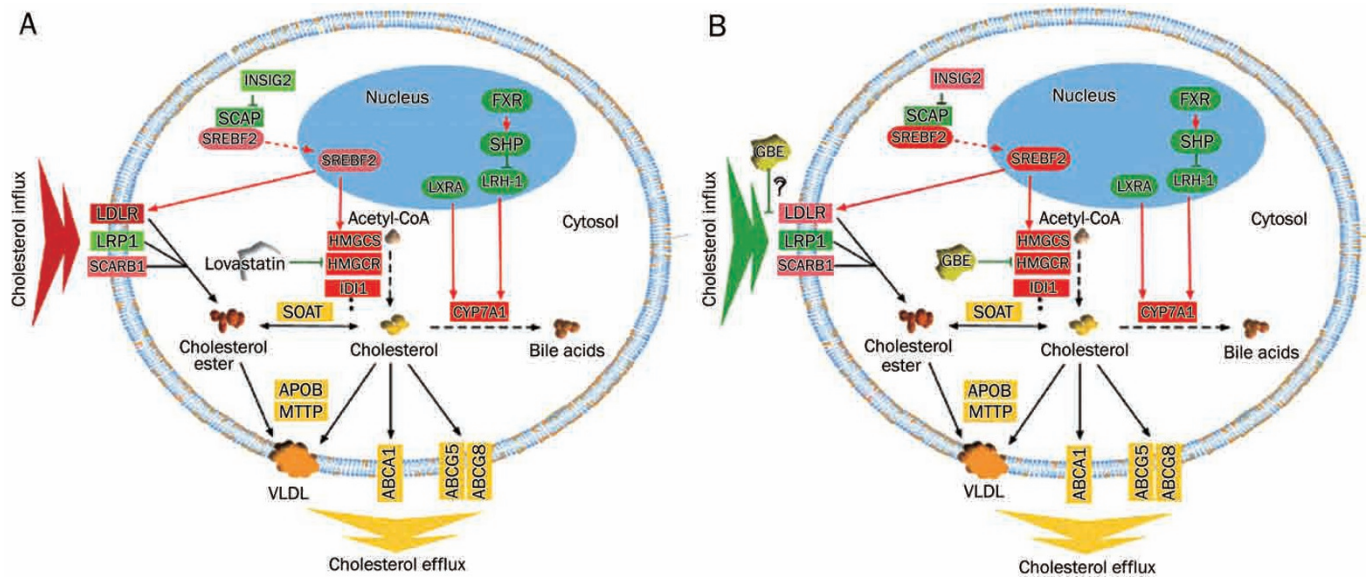 A
INSIG2
SCAP
SREBF2
Nucleus
SREBF2
FXR
SHP
LRH-1
LXRA
Cholesterol influx
LDLR
LRP1
SCARB1
Lovastatin
Acetyl-CoA
HMGCS
HMGCR
IDI1
Cytosol
SOAT
CYP7A1
Cholesterol
ester
Cholesterol
Bile acids
APOB
MTTP
VLDL
ABCA1
ABCG5
ABCG8
Cholesterol efflux
B
INSIG2
SCAP
SREBF2
Nucleus
SREBF2
FXR
SHP
LRH-1
LXRA
GBE
?
Cholesterol influx
LDLR
LRP1
SCARB1
GBE
Acetyl-CoA
HMGCS
HMGCR
IDI1
Cytosol
SOAT
CYP7A1
Cholesterol
ester
Cholesterol
Bile acids
APOB
MTTP
VLDL
ABCA1
ABCG5
ABCG8
Cholesterol efflux